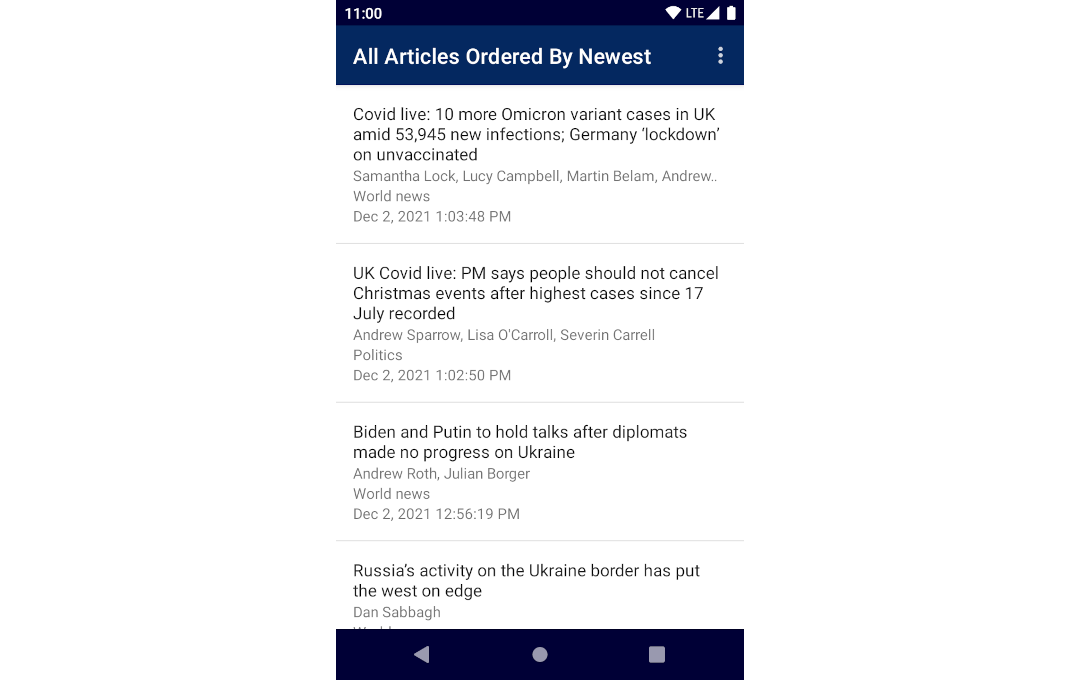 11:00
LTE
All Articles Ordered By Newest
Covid live: 10 more Omicron variant cases in UK
amid 53,945 new infections; Germany ‘lockdown’
on unvaccinated
Samantha Lock, Lucy Campbell, Martin Belam, Andrew..
World news
Dec 2, 2021 1:03:48 PM
UK Covid live: PM says people should not cancel
Christmas events after highest cases since 17
July recorded
Andrew Sparrow, Lisa O'Carroll, Severin Carrell
Politics
Dec 2, 2021 1:02:50 PM
Biden and Putin to hold talks after diplomats
made no progress on Ukraine
Andrew Roth, Julian Borger
World news
Dec 2, 2021 12:56:19 PM
Russia’s activity on the Ukraine border has put
the west on edge
Dan Sabbagh